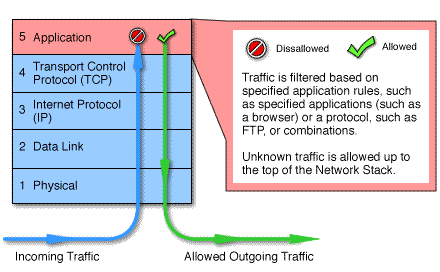 5 Application
4 Transport Control
Protocol (TCP)
3 Internet Protocol
(IP)
2 Data Link
1 Physical
Incoming Traffic
Allowed Outgoing Traffic
Disallowed
Allowed
Traffic is filtered based on
specified application rules, such
as specified applications (such as
a browser) or a protocol, such as
FTP, or combinations.
Unknown traffic is allowed up to
the top of the Network Stack.